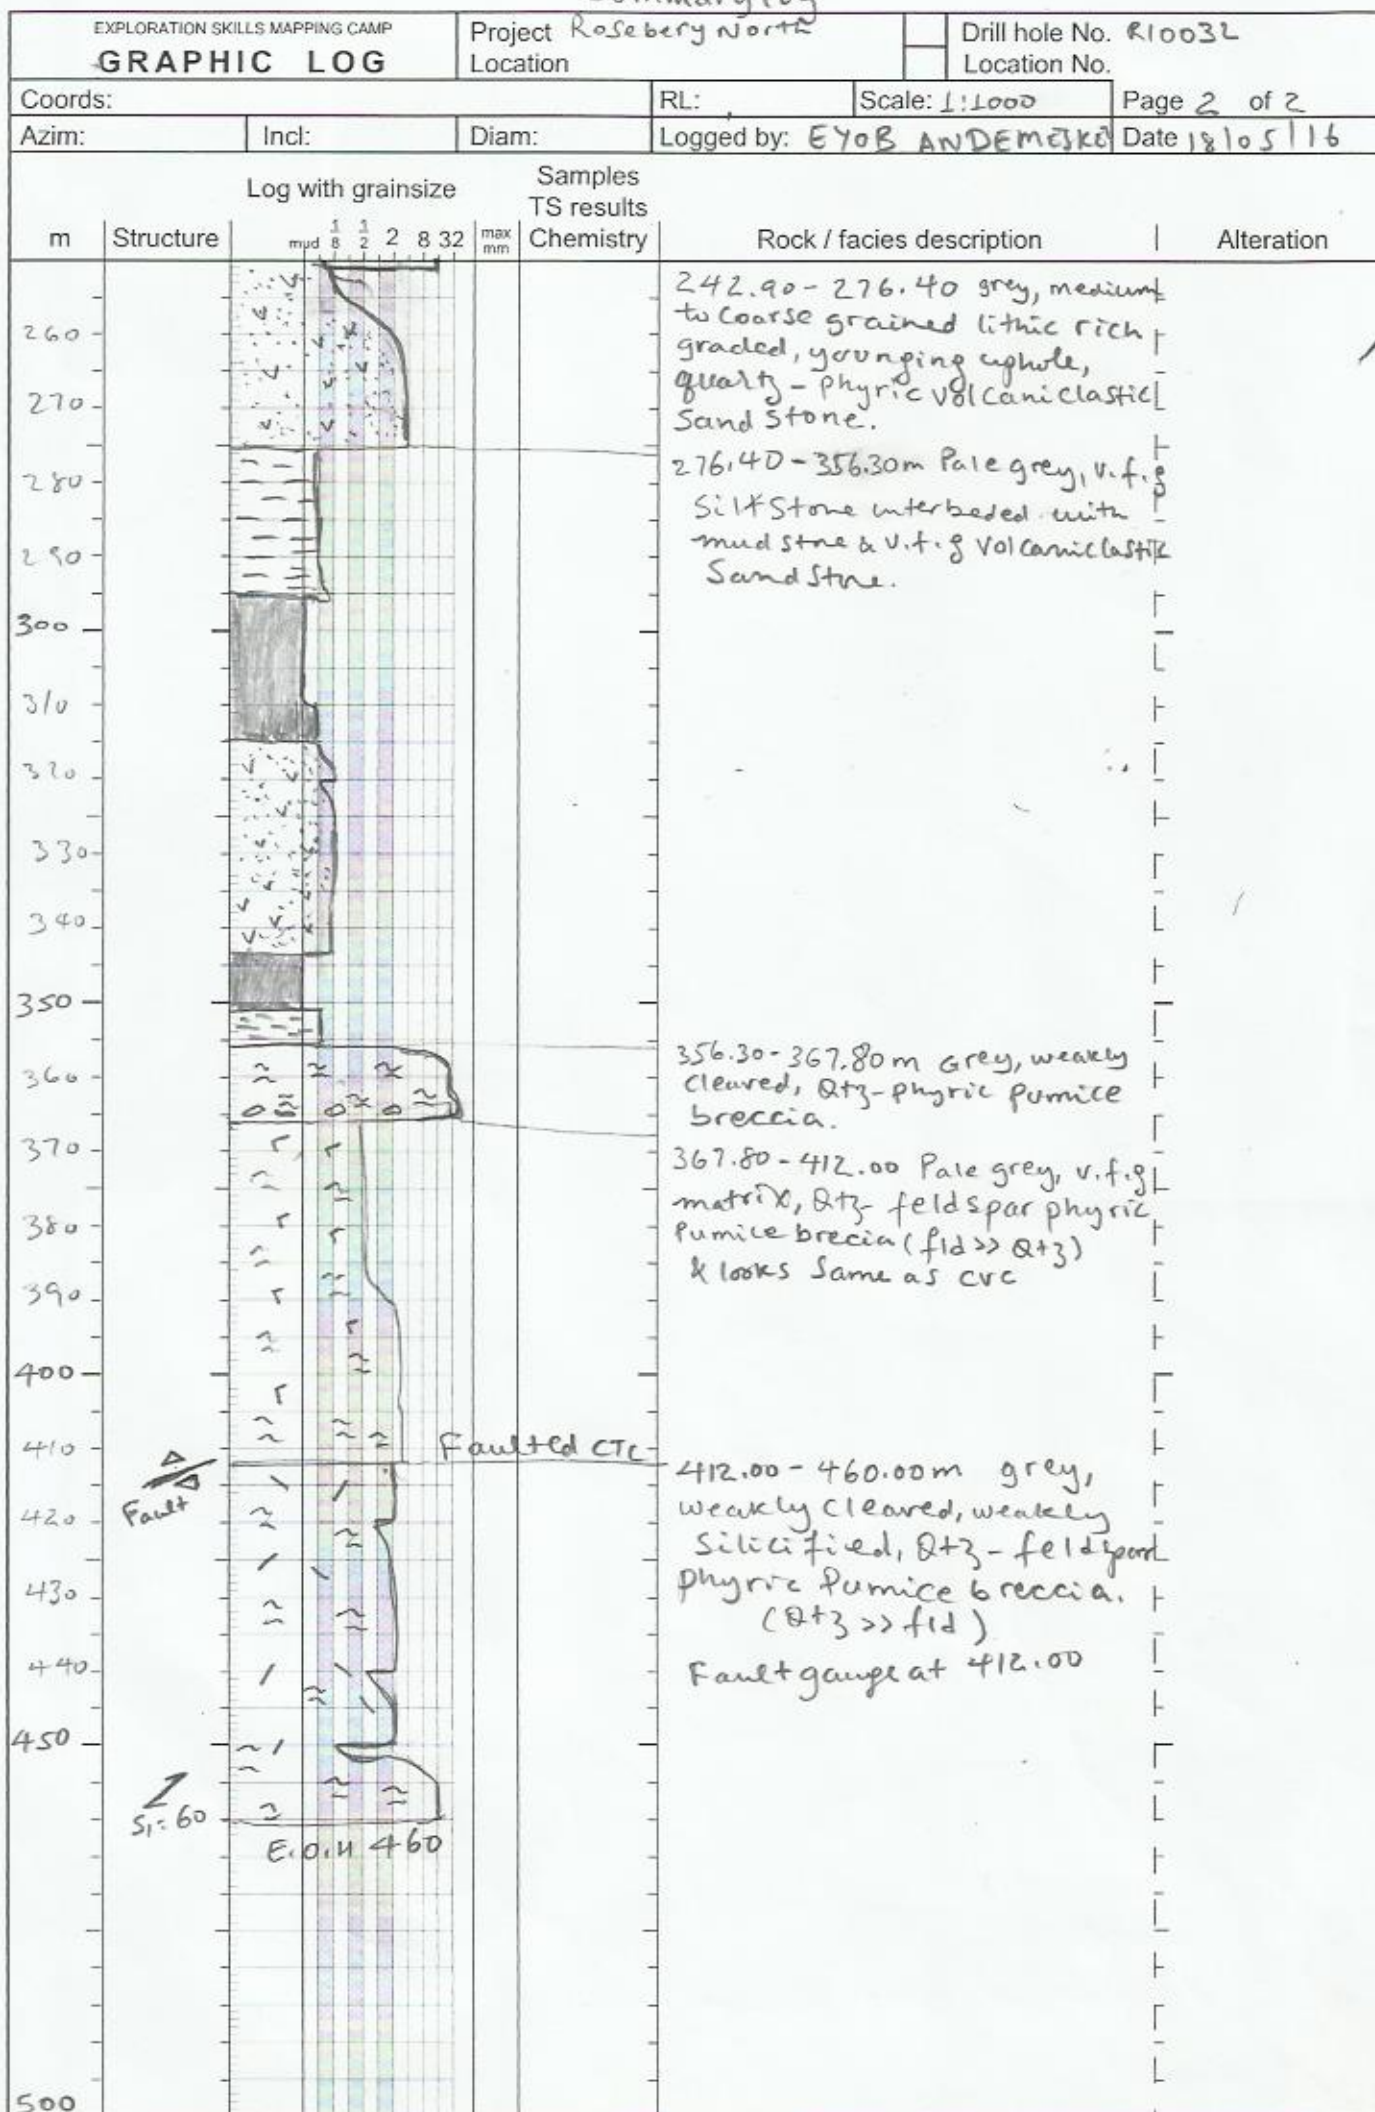 Summary log
EXPLORATION SKILLS MAPPING CAMP
GRAPHIC LOG
Project Rosebery North
Location
Drill hole No. R10032
Location No.
Coords:
RL:
Scale: 1:1000
Page 2 of 2
Azim:
Incl:
Diam:
Logged by: EYOB ANDEMESKEL
Date 18/05/16
m
Structure
Log with grainsize
mud 1/8 1/2 2 8 32
max mm
Samples
TS results
Chemistry
Rock / facies description
Alteration
242.90-276.40 grey, medium
to coarse grained lithic rich
graded, younging uphole,
quartz-phyric volcaniclastic
Sand stone.
260
270
276.40-356.30m Pale grey, v.f.g
Siltstone interbeded with
mudstone & v.f.g volcaniclastic
Sandstone.
280
290
300
310
320
330
340
350
356.30-367.80m Grey, weakly
cleaved, Qtz-phyric pumice
breccia.
360
370
367.80-412.00 Pale grey, v.f.g
matrix, Qtz-feldspar phyric
Pumice brecia (fld >> Qtz)
& looks Same as CVC
380
390
400
410
Faulted CTC
Fault
412.00-460.00m grey,
weakly cleaved, weakly
Silicified, Qtz-feldspar
phyric Pumice breccia.
(Qtz >> fld)
Fault gauge at 412.00
420
430
440
450
S1=60
E.O.H 460
500